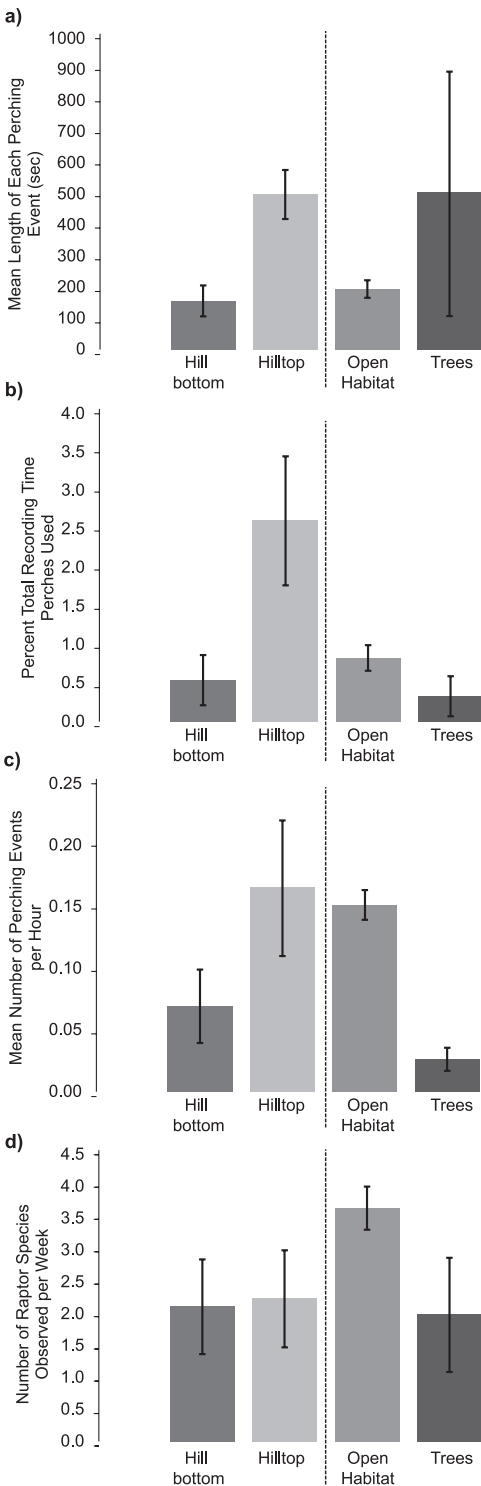 a)
Mean Length of Each Perching
Event (sec)
1000
900
800
700
600
500
400
300
200
100
0
Hill
bottom
Hilltop
Open
Habitat
Trees
b)
Percent Total Recording Time
Perches Used
4.0
3.5
3.0
2.5
2.0
1.5
1.0
0.5
0.0
Hill
bottom
Hilltop
Open
Habitat
Trees
c)
Mean Number of Perching Events
per Hour
0.25
0.20
0.15
0.10
0.05
0.00
Hill
bottom
Hilltop
Open
Habitat
Trees
d)
Number of Raptor Species
Observed per Week
4.5
4.0
3.5
3.0
2.5
2.0
1.5
1.0
0.5
0.0
Hill
bottom
Hilltop
Open
Habitat
Trees